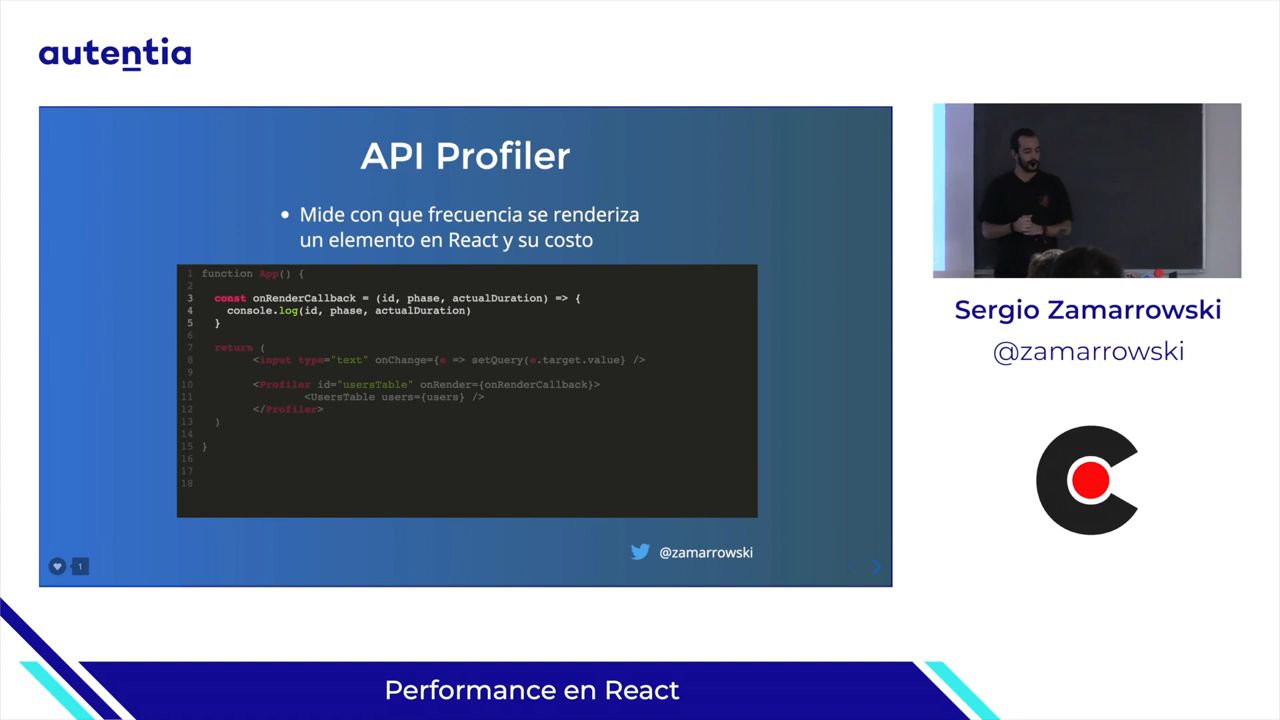 autentia
API Profiler
• Mide con que frecuencia se renderiza
un elemento en React y su costo
1 function App() {
2
3 const onRenderCallback = (id, phase, actualDuration) => {
4 console.log(id, phase, actualDuration)
5 }
6
7 return (
8 <input type="text" onChange={e => setQuery(e.target.value} />
9
10 <Profiler id="usersTable" onRender={onRenderCallback}>
11 <UsersTable users={users} />
12 </Profiler>
13 )
14
15 }
16
17
18
@zamarrowski
1
Sergio Zamarrowski
@zamarrowski
Performance en React